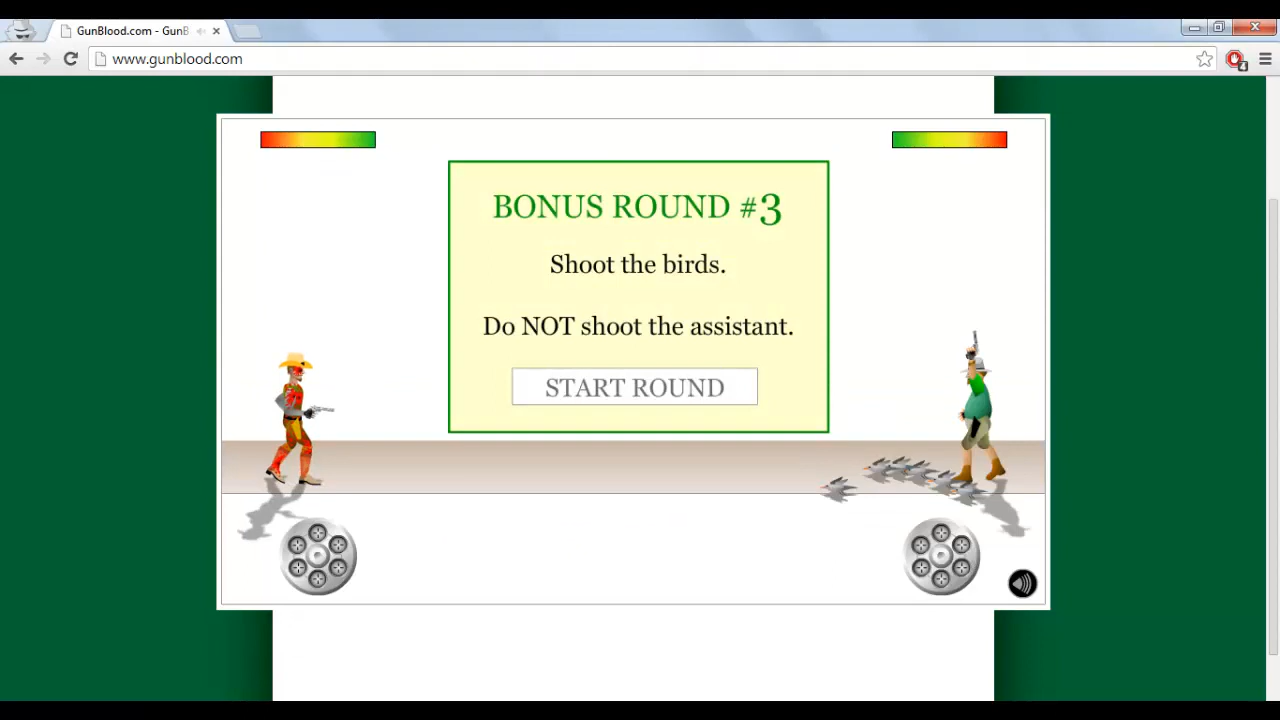 GunBlood.com - GunB
www.gunblood.com
4
BONUS ROUND #3
Shoot the birds.
Do NOT shoot the assistant.
START ROUND